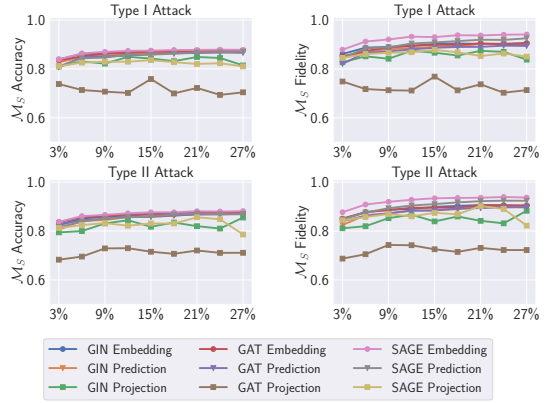 Type I Attack
Type I Attack
1.0
0.8
0.6
M_S Accuracy
3% 9% 15% 21% 27%
1.0
0.8
0.6
M_S Fidelity
3% 9% 15% 21% 27%
Type II Attack
Type II Attack
1.0
0.8
0.6
M_S Accuracy
3% 9% 15% 21% 27%
1.0
0.8
0.6
M_S Fidelity
3% 9% 15% 21% 27%
GIN Embedding GAT Embedding SAGE Embedding
GIN Prediction GAT Prediction SAGE Prediction
GIN Projection GAT Projection SAGE Projection